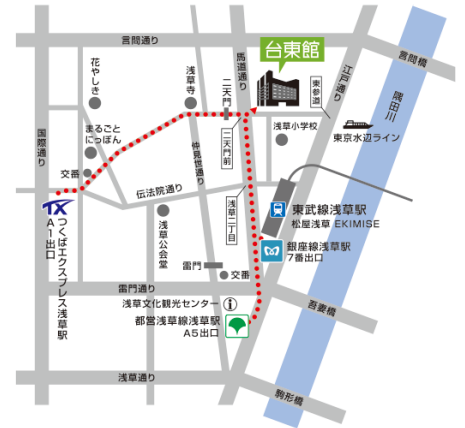 言問通り
台東館
言問橋
花やしき
浅草寺
二天門
馬道通り
東参道
江戸通り
隅田川
国際通り
まるごと
にっぽん
仲見世通り
二天門前
浅草小学校
東京水辺ライン
交番
伝法院通り
浅草二丁目
TX
つくばエクスプレス浅草駅
A1出口
浅草公会堂
東武線浅草駅
松屋浅草 EKIMISE
銀座線浅草駅
7番出口
雷門
交番
雷門通り
浅草文化観光センター
都営浅草線浅草駅
A5出口
吾妻橋
浅草通り
駒形橋